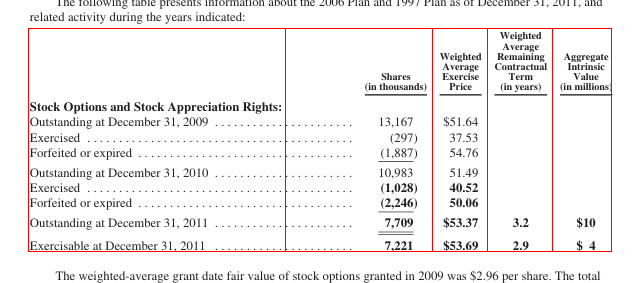 The following table presents information about the 2006 Plan and 1997 Plan as of December 31, 2011, and
related activity during the years indicated:
Shares (in thousands) Weighted Average Exercise Price Weighted Average Remaining Contractual Term (in years) Aggregate Intrinsic Value (in millions)
Stock Options and Stock Appreciation Rights:
Outstanding at December 31, 2009 ...................... 13,167 $51.64
Exercised ............................................ (297) 37.53
Forfeited or expired .................................. (1,887) 54.76
Outstanding at December 31, 2010 ...................... 10,983 51.49
Exercised ............................................ (1,028) 40.52
Forfeited or expired .................................. (2,246) 50.06
Outstanding at December 31, 2011 ...................... 7,709 $53.37 3.2 $10
Exercisable at December 31, 2011 ...................... 7,221 $53.69 2.9 $ 4
The weighted-average grant date fair value of stock options granted in 2009 was $2.96 per share. The total